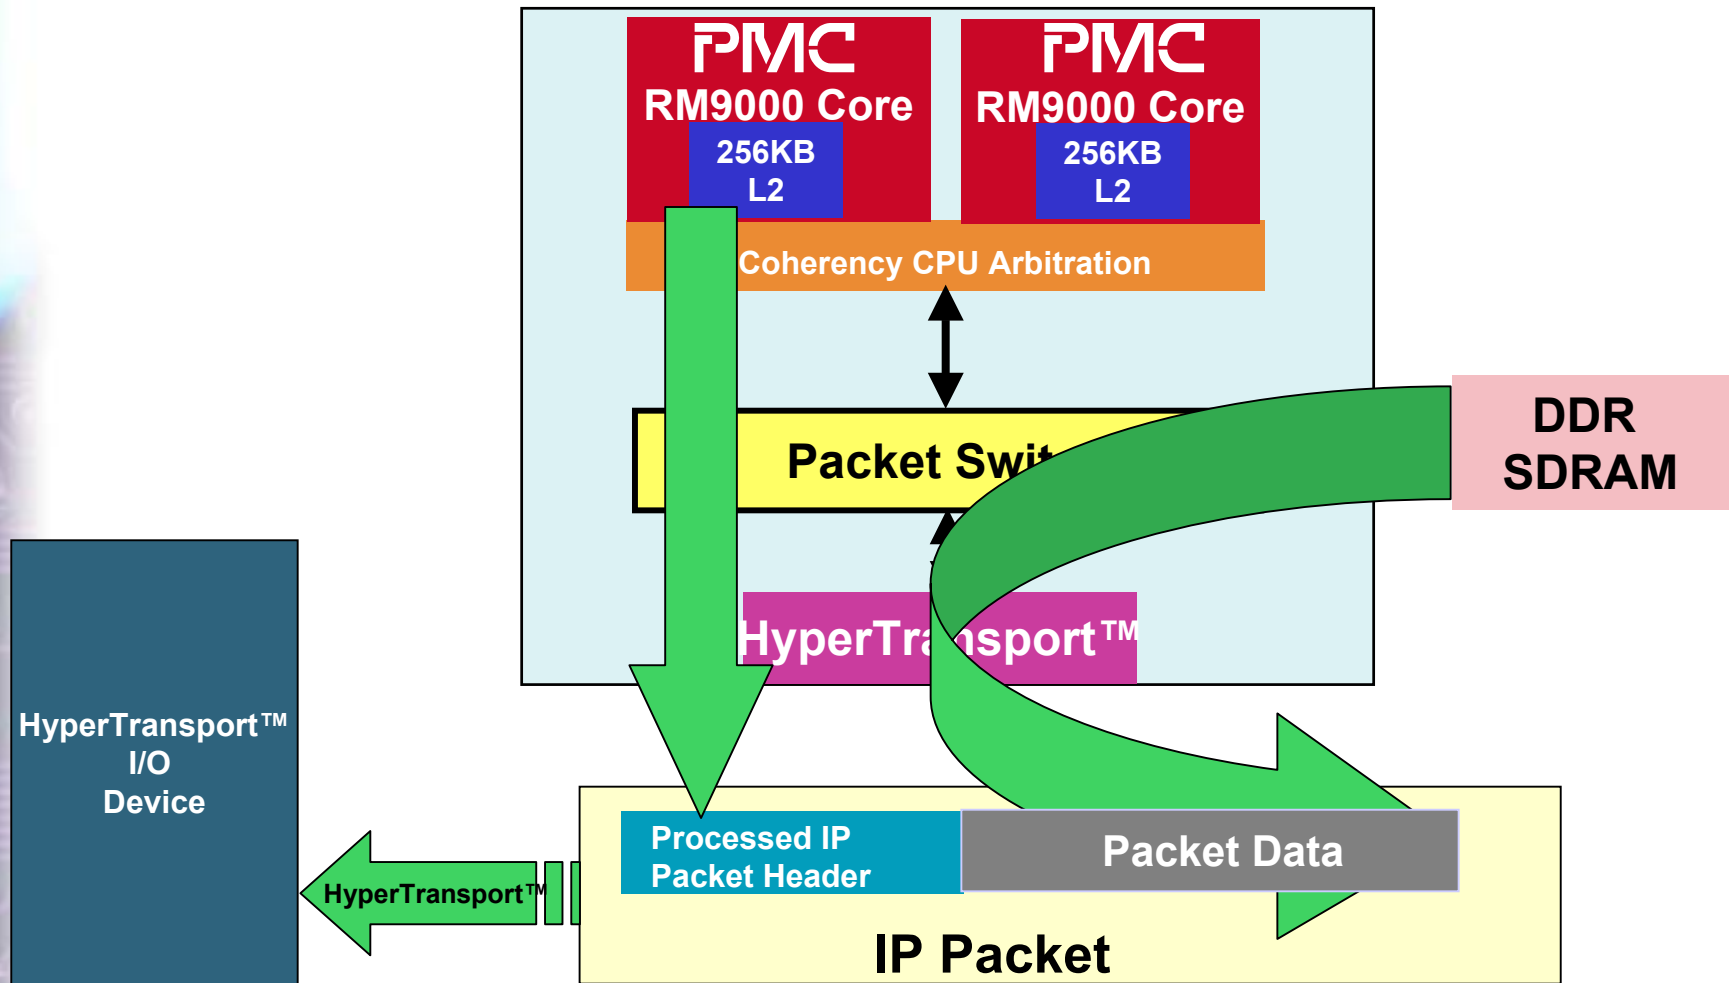 PMC
RM9000 Core
256KB
L2
PMC
RM9000 Core
256KB
L2
Coherency CPU Arbitration
Packet
DDR
SDRAM
HyperTransport™
I/O
Device
HyperTransport™
Processed IP
Packet Header
Packet Data
IP Packet